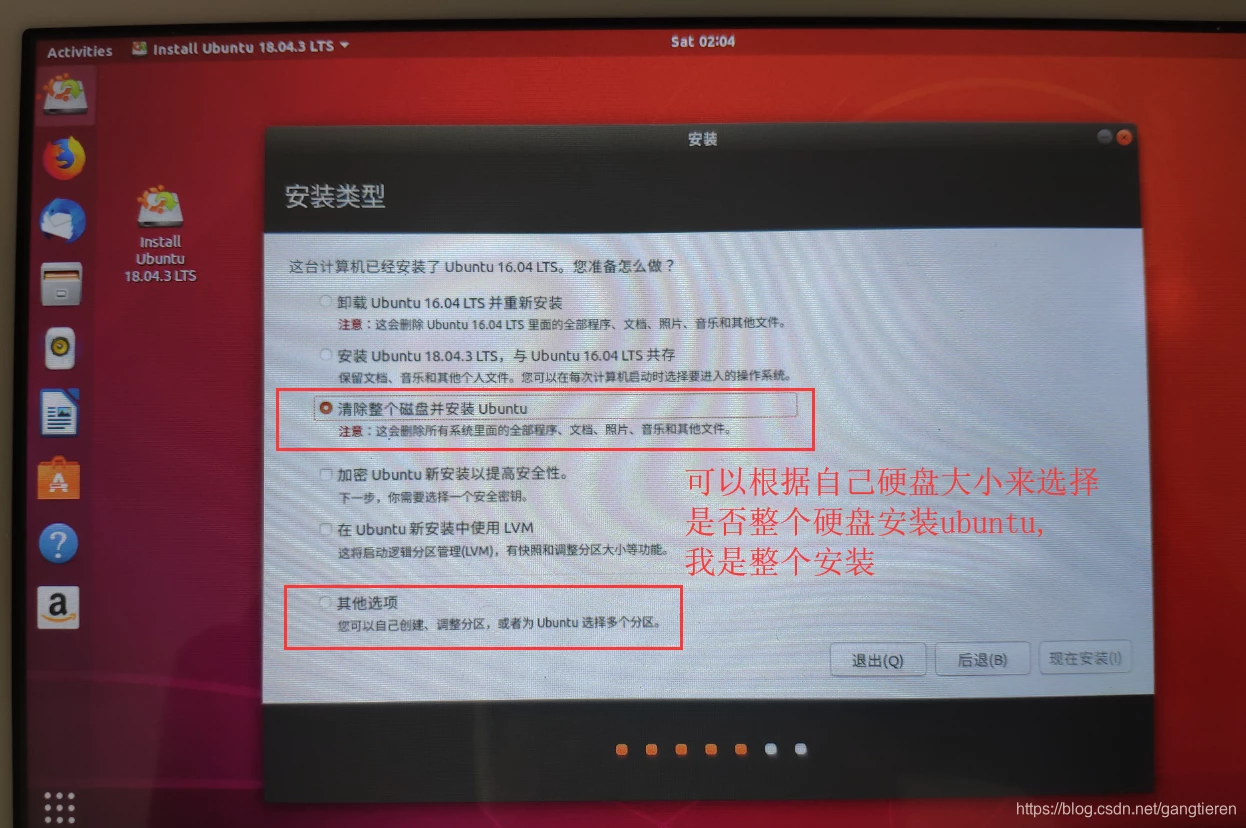 Activities
Install Ubuntu 18.04.3 LTS
Sat 02:04
安装
安装类型
Install
Ubuntu
18.04.3 LTS
这台计算机已经安装了 Ubuntu 16.04 LTS。您准备怎么做？
卸载 Ubuntu 16.04 LTS 并重新安装
注意：这会删除 Ubuntu 16.04 LTS 里面的全部程序、文档、照片、音乐和其他文件。
安装 Ubuntu 18.04.3 LTS，与 Ubuntu 16.04 LTS 共存
保留文档、音乐和其他个人文件。您可以在每次计算机启动时选择要进入的操作系统。
清除整个磁盘并安装 Ubuntu
注意：这会删除所有系统里面的全部程序、文档、照片、音乐和其他文件。
加密 Ubuntu 新安装以提高安全性。
下一步，你需要选择一个安全密钥。
在 Ubuntu 新安装中使用 LVM
这将启动逻辑分区管理(LVM)，有快照和调整分区大小等功能。
可以根据自己硬盘大小来选择
是否整个硬盘安装ubuntu,
我是整个安装
其他选项
您可以自己创建、调整分区，或者为 Ubuntu 选择多个分区。
退出(Q)
后退(B)
现在安装(I)
https://blog.csdn.net/gangtieren